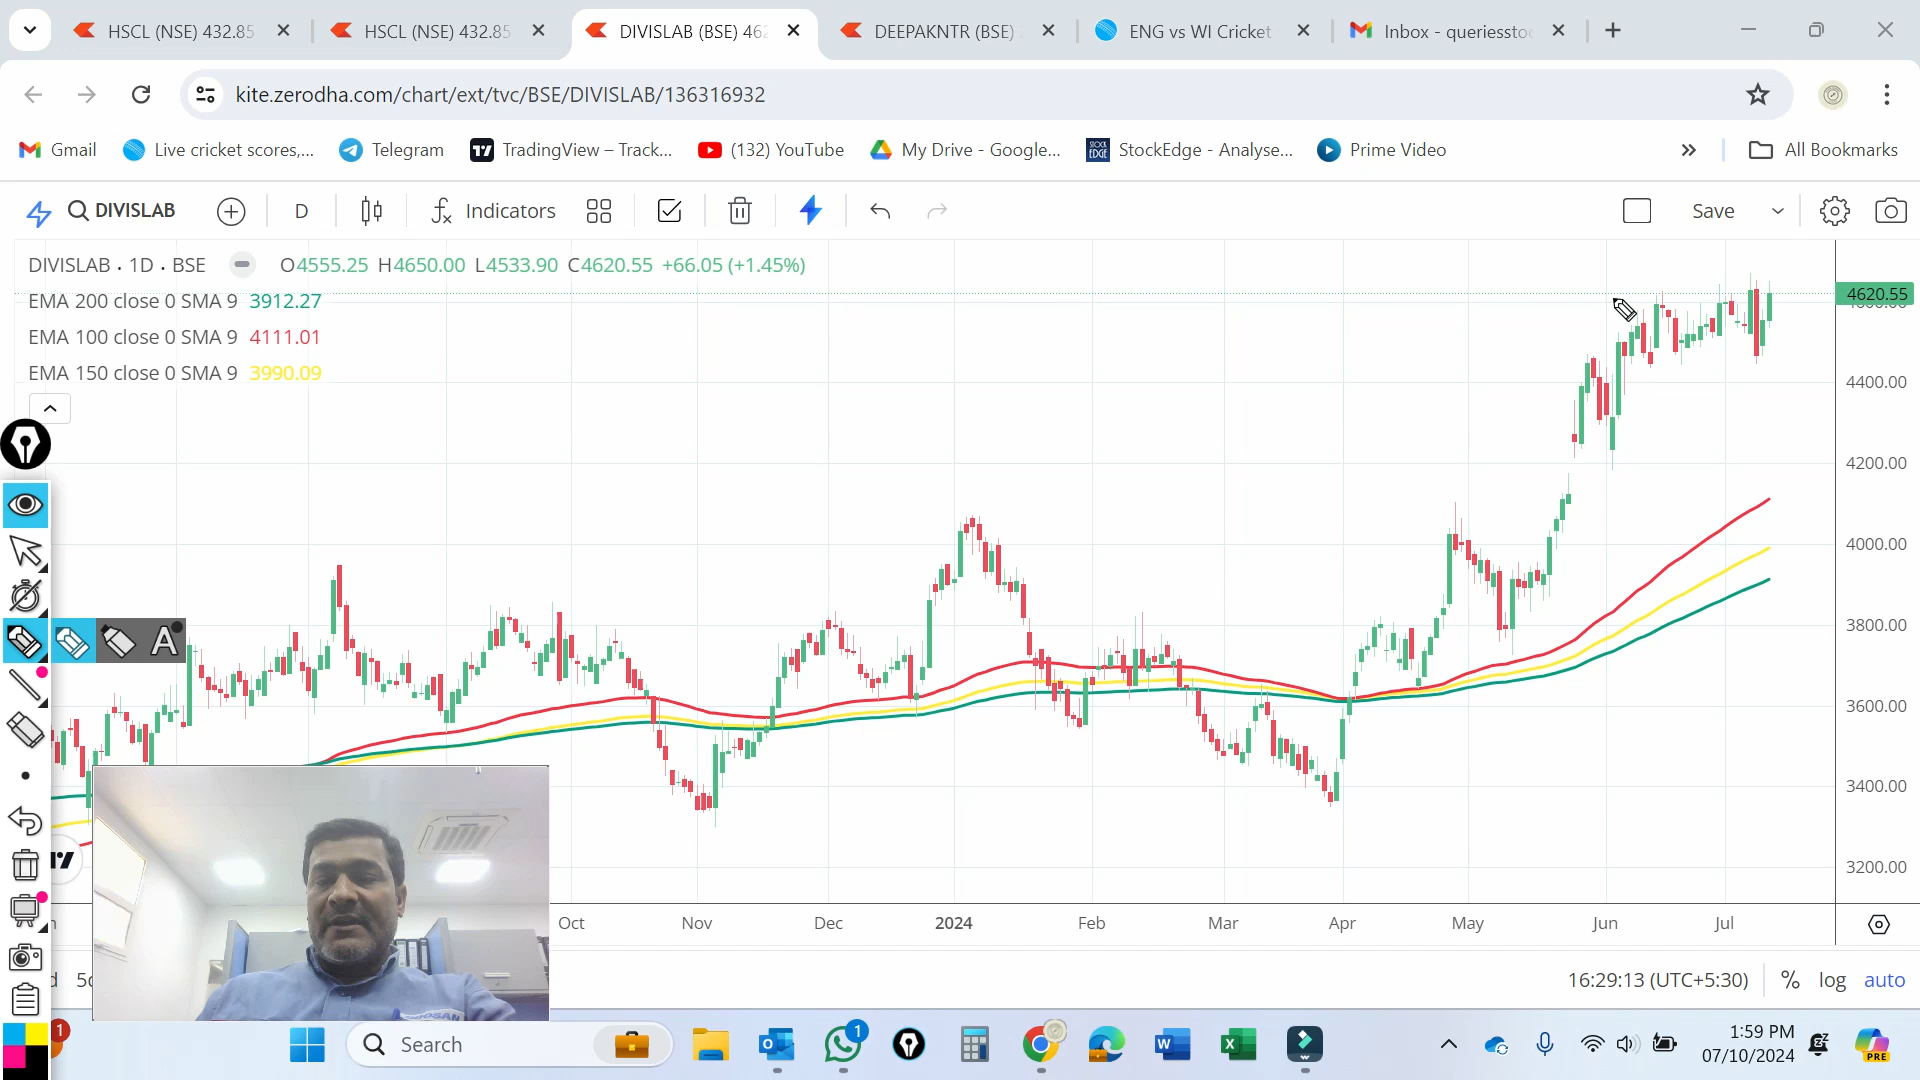 HSCL (NSE) 432.85
HSCL (NSE) 432.85
DIVISLAB (BSE) 462
DEEPAKNTR (BSE)
ENG vs WI Cricket
Inbox - queriessto
kite.zerodha.com/chart/ext/tvc/BSE/DIVISLAB/136316932
Gmail
Live cricket scores,...
Telegram
TradingView – Track...
(132) YouTube
My Drive - Google...
STOCK EDGE
StockEdge - Analyse...
Prime Video
All Bookmarks
DIVISLAB
D
Indicators
Save
DIVISLAB · 1D · BSE O4555.25 H4650.00 L4533.90 C4620.55 +66.05 (+1.45%)
EMA 200 close 0 SMA 9 3912.27
EMA 100 close 0 SMA 9 4111.01
EMA 150 close 0 SMA 9 3990.09
4620.55
4400.00
4200.00
4000.00
3800.00
3600.00
3400.00
3200.00
A
Oct Nov Dec 2024 Feb Mar Apr May Jun Jul
16:29:13 (UTC+5:30) % log auto
1
Search
1
1:59 PM
07/10/2024
PRE